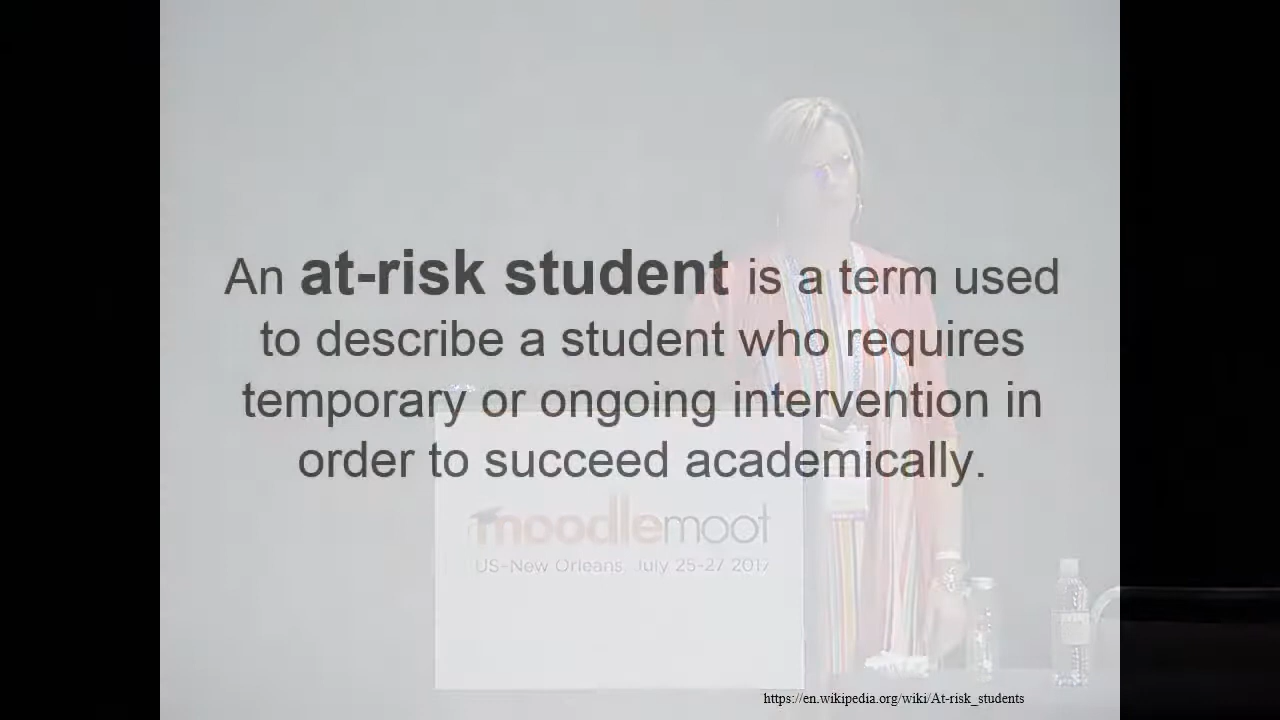 An at-risk student is a term used
to describe a student who requires
temporary or ongoing intervention in
order to succeed academically.
moodlemoot
US-New Orleans July 25-27 2017
https://en.wikipedia.org/wiki/At-risk_students